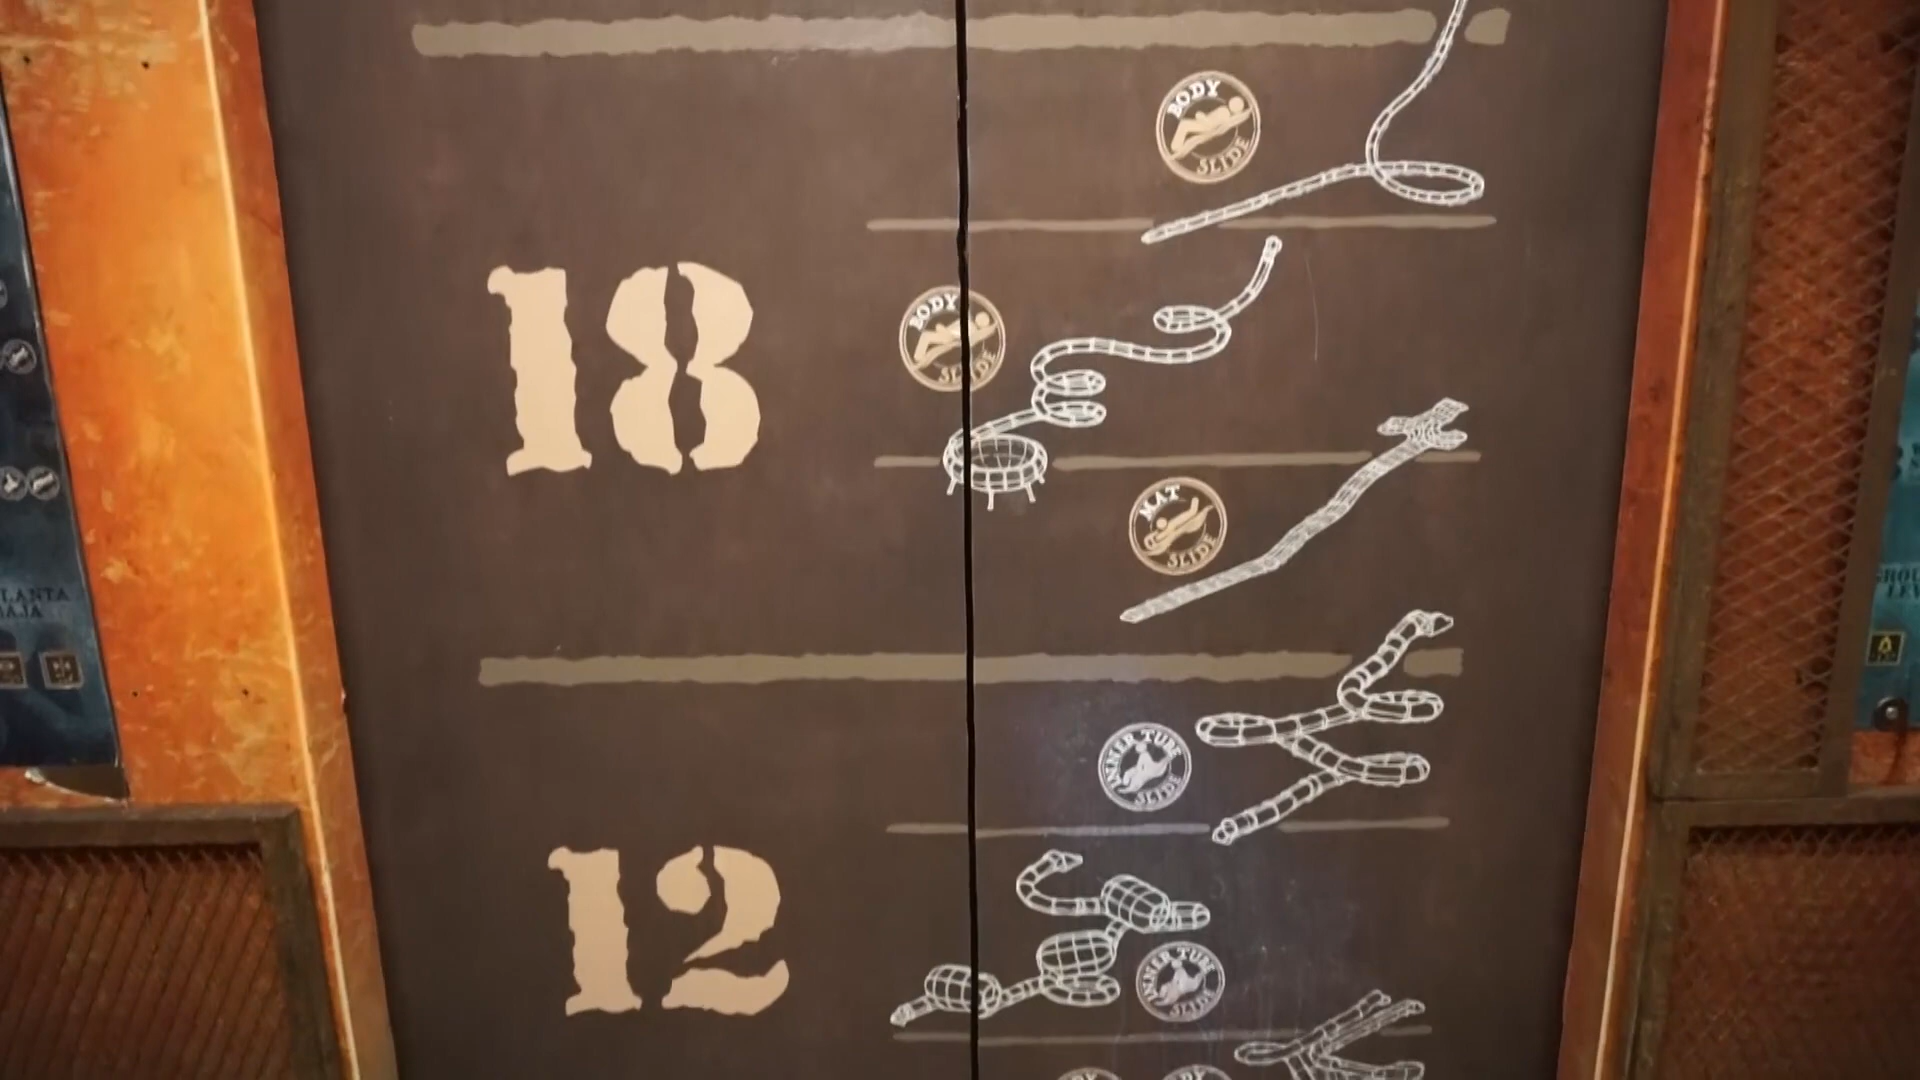 BODY
SLIDE
18
BODY
SLIDE
MAT
SLIDE
INNER TUBE
SLIDE
12
INNER TUBE
SLIDE